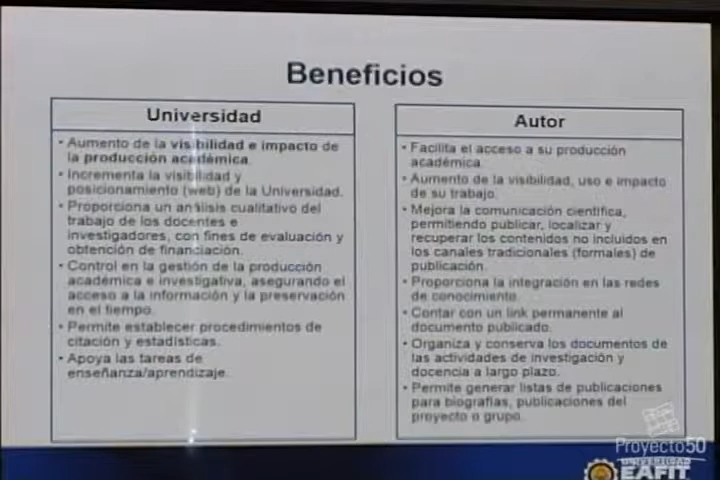 Beneficios
Universidad
• Aumento de la visibilidad e impacto de
la producción académica.
• Incrementa la visibilidad y
posicionamiento (web) de la Universidad.
• Proporciona un análisis cualitativo del
trabajo de los docentes e
investigadores, con fines de evaluación y
obtención de financiación.
• Control en la gestión de la producción
académica e investigativa, asegurando el
acceso a la información y la preservación
en el tiempo.
• Permite establecer procedimientos de
citación y estadísticas.
• Apoya las tareas de
enseñanza/aprendizaje.
Autor
• Facilita el acceso a su producción
académica.
• Aumento de la visibilidad, uso e impacto
de su trabajo.
• Mejora la comunicación científica,
permitiendo publicar, localizar y
recuperar los contenidos no incluidos en
los canales tradicionales (formales) de
publicación.
• Proporciona la integración en las redes
de conocimiento.
• Contar con un link permanente al
documento publicado.
• Organiza y conserva los documentos de
las actividades de investigación y
docencia a largo plazo.
• Permite generar listas de publicaciones
para biografías, publicaciones del
proyecto o grupo.
Proyecto50
UNIVERSIDAD
EAFIT